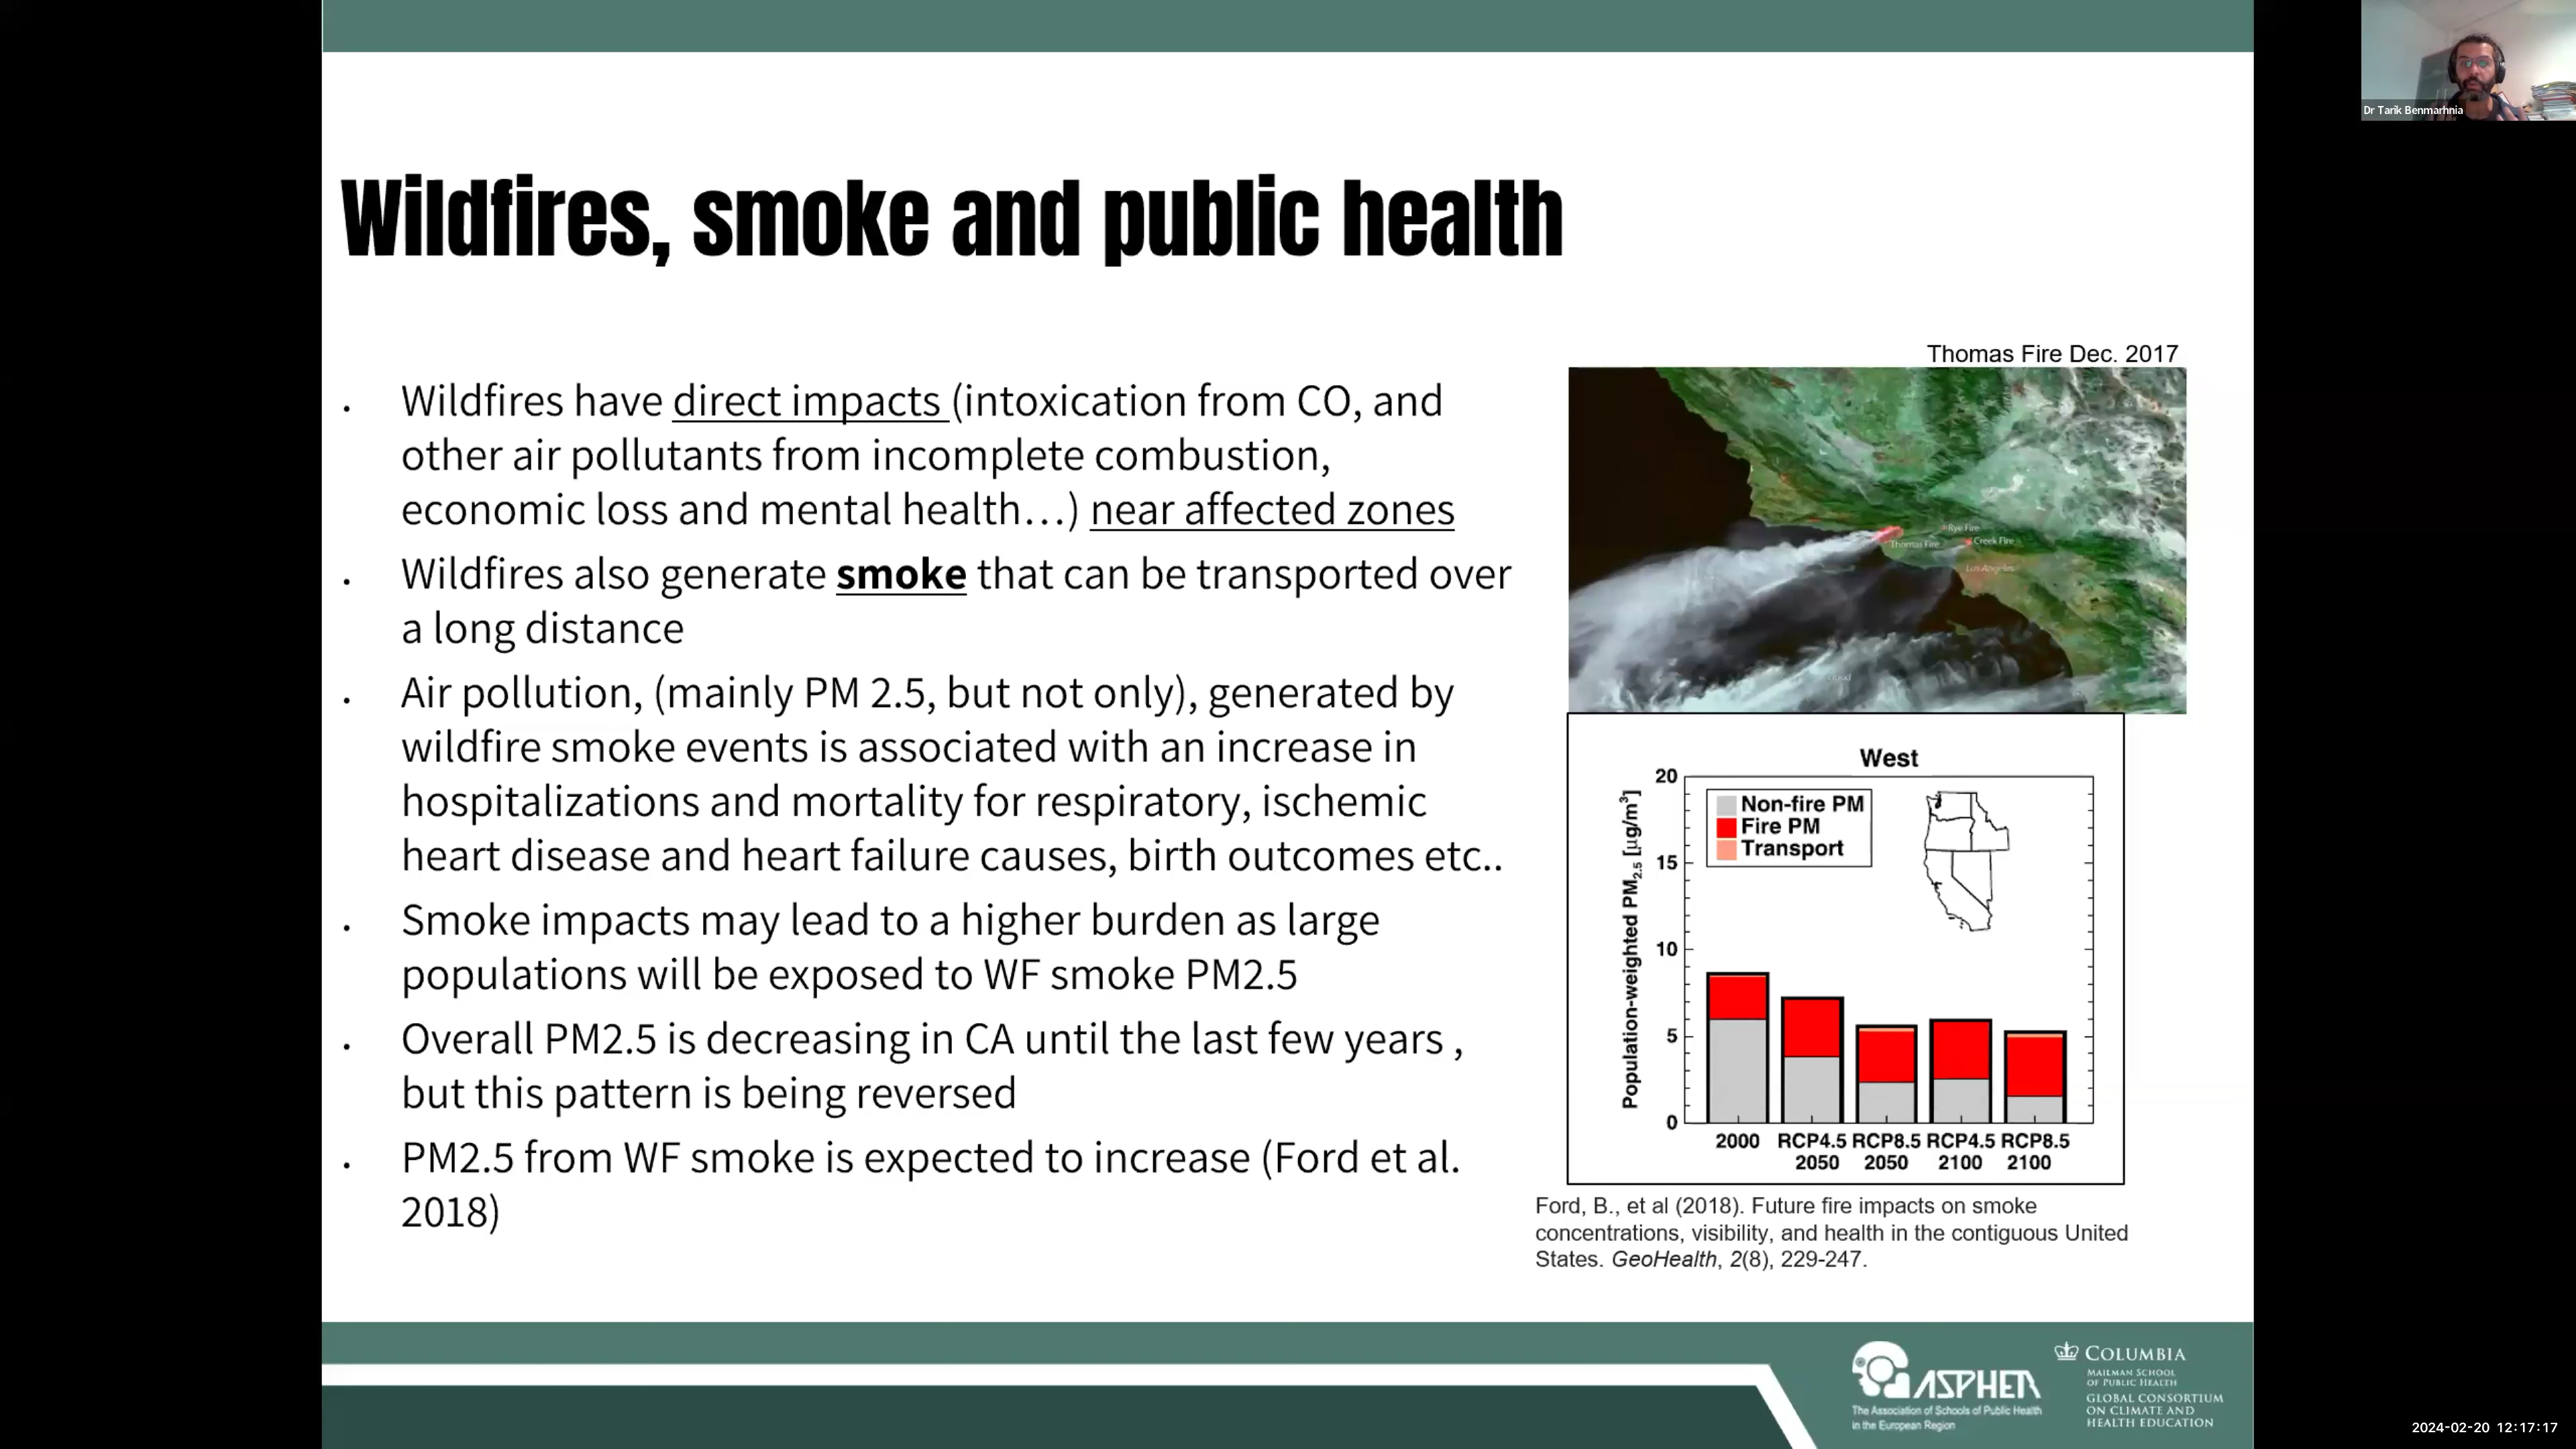 Dr Tarik Benmarhnia
Wildfires, smoke and public health
• Wildfires have direct impacts (intoxication from CO, and
other air pollutants from incomplete combustion,
economic loss and mental health…) near affected zones
• Wildfires also generate smoke that can be transported over
a long distance
• Air pollution, (mainly PM 2.5, but not only), generated by
wildfire smoke events is associated with an increase in
hospitalizations and mortality for respiratory, ischemic
heart disease and heart failure causes, birth outcomes etc..
• Smoke impacts may lead to a higher burden as large
populations will be exposed to WF smoke PM2.5
• Overall PM2.5 is decreasing in CA until the last few years ,
but this pattern is being reversed
• PM2.5 from WF smoke is expected to increase (Ford et al.
2018)
Thomas Fire Dec. 2017
Rye Fire
Thomas Fire
Creek Fire
Los Angeles
cloud
West
Population-weighted PM2.5 [µg/m3]
20
15
10
5
0
Non-fire PM
Fire PM
Transport
2000 RCP4.5 RCP8.5 RCP4.5 RCP8.5
2050 2050 2100 2100
Ford, B., et al (2018). Future fire impacts on smoke
concentrations, visibility, and health in the contiguous United
States. GeoHealth, 2(8), 229-247.
ASPHER
The Association of Schools of Public Health
in the European Region
COLUMBIA
MAILMAN SCHOOL
OF PUBLIC HEALTH
GLOBAL CONSORTIUM
ON CLIMATE AND
HEALTH EDUCATION
2024-02-20 12:17:17